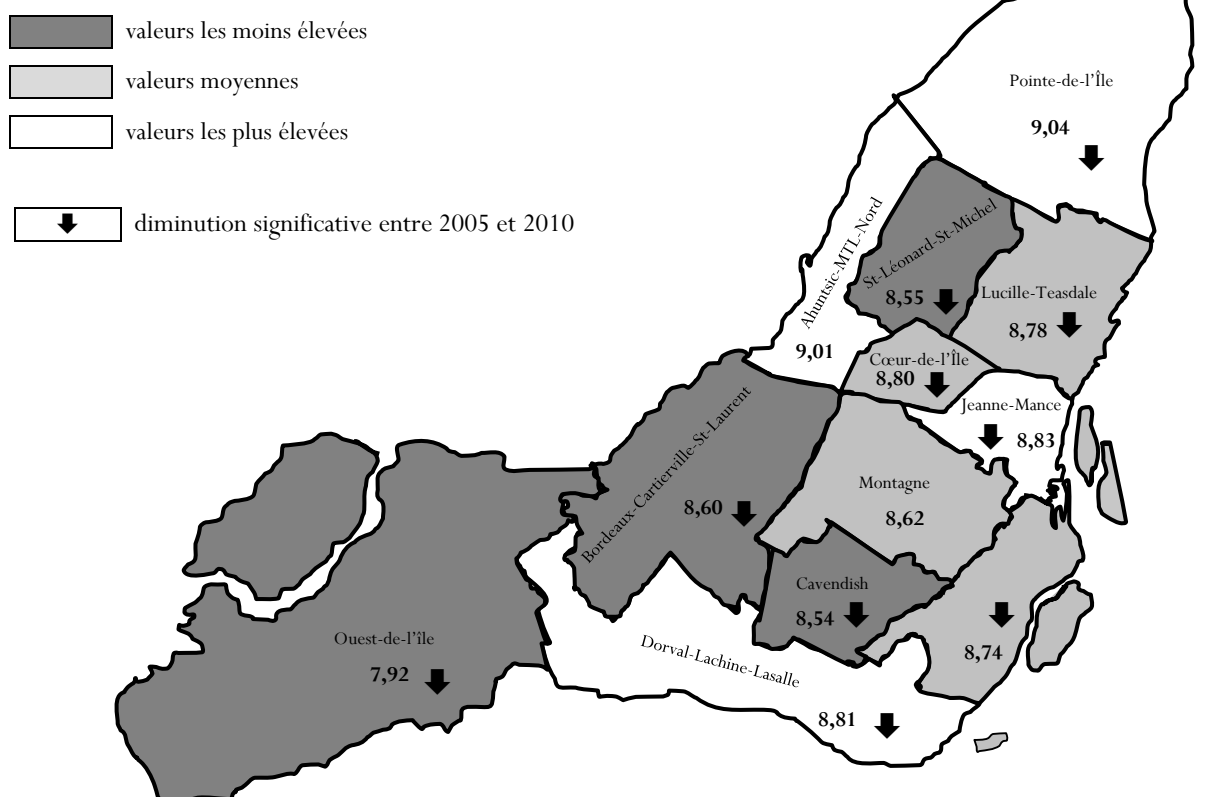 valeurs les moins élevées
valeurs moyennes
valeurs les plus élevées
diminution significative entre 2005 et 2010
Pointe-de-l'Île
9,04
Ahuntsic-MTL-Nord
9,01
St-Léonard-St-Michel
8,55
Lucille-Teasdale
8,78
Cœur-de-l'Île
8,80
Jeanne-Mance
8,83
Bordeaux-Cartierville-St-Laurent
8,60
Montagne
8,62
Cavendish
8,54
8,74
Ouest-de-l'île
7,92
Dorval-Lachine-Lasalle
8,81